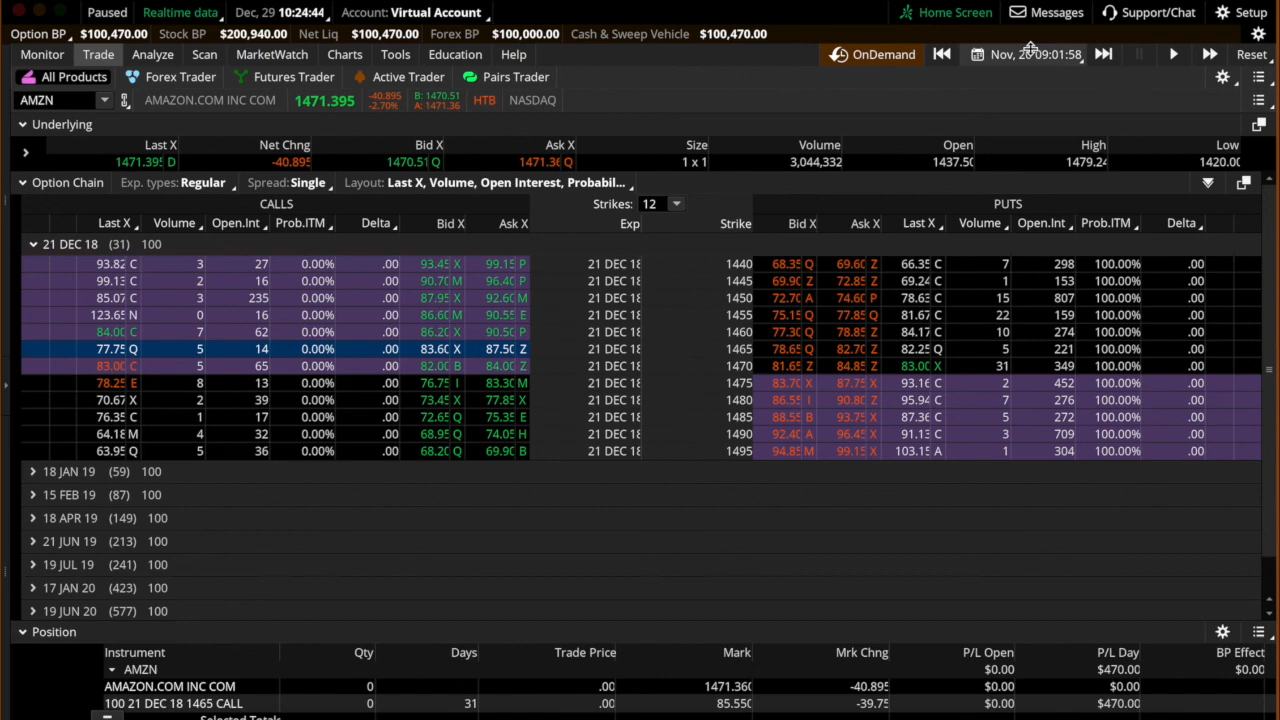 Paused Realtime data Dec, 29 10:24:44 Account: Virtual Account Home Screen Messages Support/Chat Setup
Option BP $100,470.00 Stock BP $200,940.00 Net Liq $100,470.00 Forex BP $100,000.00 Cash & Sweep Vehicle $100,470.00
Monitor Trade Analyze Scan MarketWatch Charts Tools Education Help OnDemand Nov, 09:01:58 Reset
All Products Forex Trader Futures Trader Active Trader Pairs Trader
AMZN AMAZON.COM INC COM 1471.395 -40.895 -2.70% B: 1470.51 A: 1471.36 HTB NASDAQ
Underlying
Last X Net Chng Bid X Ask X Size Volume Open High Low
1471.395 D -40.895 1470.51 Q 1471.36 Q 1 x 1 3,044,332 1437.50 1479.24 1420.00
Option Chain Exp. types: Regular Spread: Single Layout: Last X, Volume, Open Interest, Probabil...
CALLS Strikes: 12 PUTS
Last X Volume Open.Int Prob.ITM Delta Bid X Ask X Exp Strike Bid X Ask X Last X Volume Open.Int Prob.ITM Delta
21 DEC 18 (31) 100
93.82 C 3 27 0.00% .00 93.45 X 99.15 P 21 DEC 18 1440 68.35 Q 69.60 Z 66.35 C 7 298 100.00% .00
99.13 C 2 16 0.00% .00 90.70 M 96.40 P 21 DEC 18 1445 69.90 Z 72.85 Z 69.24 C 1 153 100.00% .00
85.07 C 3 235 0.00% .00 87.95 X 92.60 M 21 DEC 18 1450 72.70 A 74.60 P 78.63 C 15 807 100.00% .00
123.65 N 0 16 0.00% .00 86.60 M 90.55 E 21 DEC 18 1455 75.15 Q 77.85 Q 81.67 C 22 159 100.00% .00
84.00 C 7 62 0.00% .00 86.20 X 90.50 P 21 DEC 18 1460 77.30 Q 78.85 Z 84.17 C 10 274 100.00% .00
77.75 Q 5 14 0.00% .00 83.60 X 87.50 Z 21 DEC 18 1465 78.65 Q 82.70 Z 82.25 Q 5 221 100.00% .00
83.00 C 5 65 0.00% .00 82.00 B 84.00 Z 21 DEC 18 1470 81.65 Z 84.85 Z 83.00 X 31 349 100.00% .00
78.25 E 8 13 0.00% .00 76.75 I 83.30 M 21 DEC 18 1475 83.70 X 87.75 X 93.16 C 2 452 100.00% .00
70.67 X 2 39 0.00% .00 73.45 X 77.85 X 21 DEC 18 1480 86.55 I 90.80 Z 95.94 C 7 276 100.00% .00
76.35 C 1 17 0.00% .00 72.65 Q 75.35 E 21 DEC 18 1485 88.55 B 93.75 X 87.36 C 5 272 100.00% .00
64.18 M 4 32 0.00% .00 68.95 Q 74.05 H 21 DEC 18 1490 92.40 A 96.45 X 91.13 C 3 709 100.00% .00
63.95 Q 5 36 0.00% .00 68.20 Q 69.90 B 21 DEC 18 1495 94.85 M 99.15 X 103.15 A 1 304 100.00% .00
18 JAN 19 (59) 100
15 FEB 19 (87) 100
18 APR 19 (149) 100
21 JUN 19 (213) 100
19 JUL 19 (241) 100
17 JAN 20 (423) 100
19 JUN 20 (577) 100
Position
Instrument Qty Days Trade Price Mark Mrk Chng P/L Open P/L Day BP Effect
AMZN $0.00 $470.00 $0.00
AMAZON.COM INC COM 0 .00 1471.360 -40.895 $0.00 $0.00
100 21 DEC 18 1465 CALL 0 31 .00 85.550 -39.75 $0.00 $470.00
Selected Totals